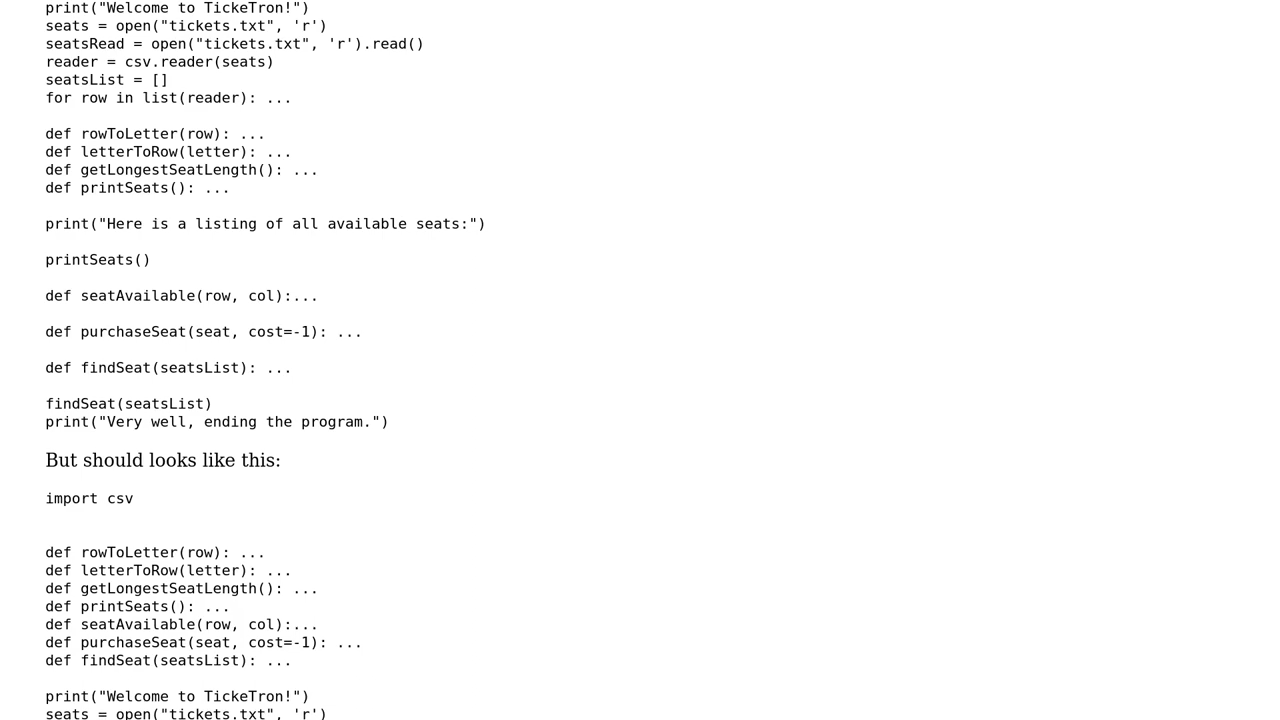 print("Welcome to TickeTron!")
seats = open("tickets.txt", 'r')
seatsRead = open("tickets.txt", 'r').read()
reader = csv.reader(seats)
seatsList = []
for row in list(reader): ...
def rowToLetter(row): ...
def letterToRow(letter): ...
def getLongestSeatLength(): ...
def printSeats(): ...
print("Here is a listing of all available seats:")
printSeats()
def seatAvailable(row, col):...
def purchaseSeat(seat, cost=-1): ...
def findSeat(seatsList): ...
findSeat(seatsList)
print("Very well, ending the program.")
But should looks like this:
import csv
def rowToLetter(row): ...
def letterToRow(letter): ...
def getLongestSeatLength(): ...
def printSeats(): ...
def seatAvailable(row, col):...
def purchaseSeat(seat, cost=-1): ...
def findSeat(seatsList): ...
print("Welcome to TickeTron!")
seats = open("tickets.txt", 'r')